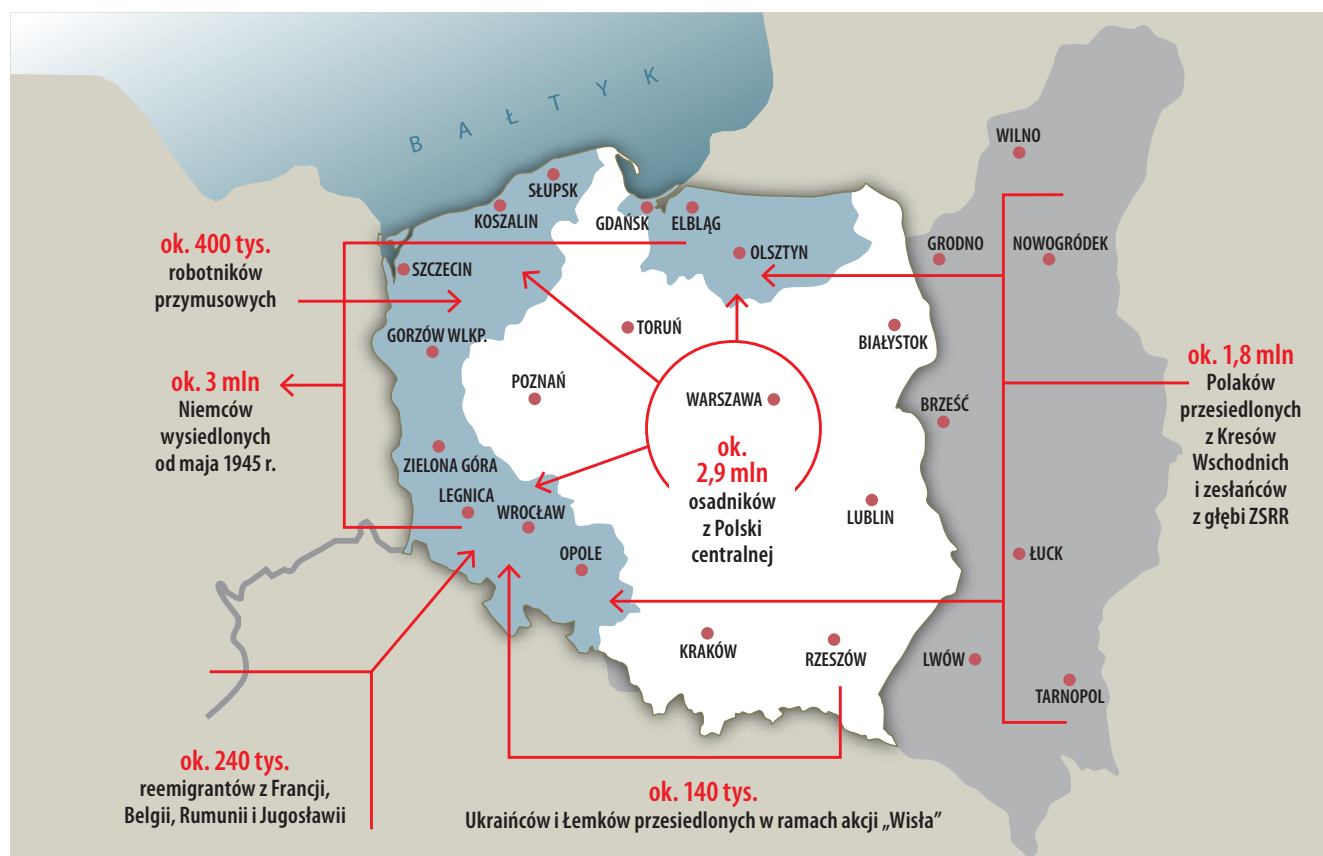 BAŁTYK
WILNO
SŁUPSK
KOSZALIN
GDAŃSK
ELBLĄG
GRODNO
NOWOGRÓDEK
ok. 400 tys.
robotników
przymusowych
SZCZECIN
OLSZTYN
GORZÓW WLKP.
TORUŃ
BIAŁYSTOK
ok. 3 mln
Niemców
wysiedlonych
od maja 1945 r.
POZNAŃ
WARSZAWA
BRZEŚĆ
ok. 1,8 mln
Polaków
przesiedlonych
z Kresów
Wschodnich
i zesłańców
z głębi ZSRR
ZIELONA GÓRA
LEGNICA
WROCŁAW
OPOLE
ok.
2,9 mln
osadników
z Polski
centralnej
LUBLIN
ŁUCK
KRAKÓW
RZESZÓW
LWÓW
TARNOPOL
ok. 240 tys.
reemigrantów z Francji,
Belgii, Rumunii i Jugosławii
ok. 140 tys.
Ukraińców i Łemków przesiedlonych w ramach akcji „Wisła”